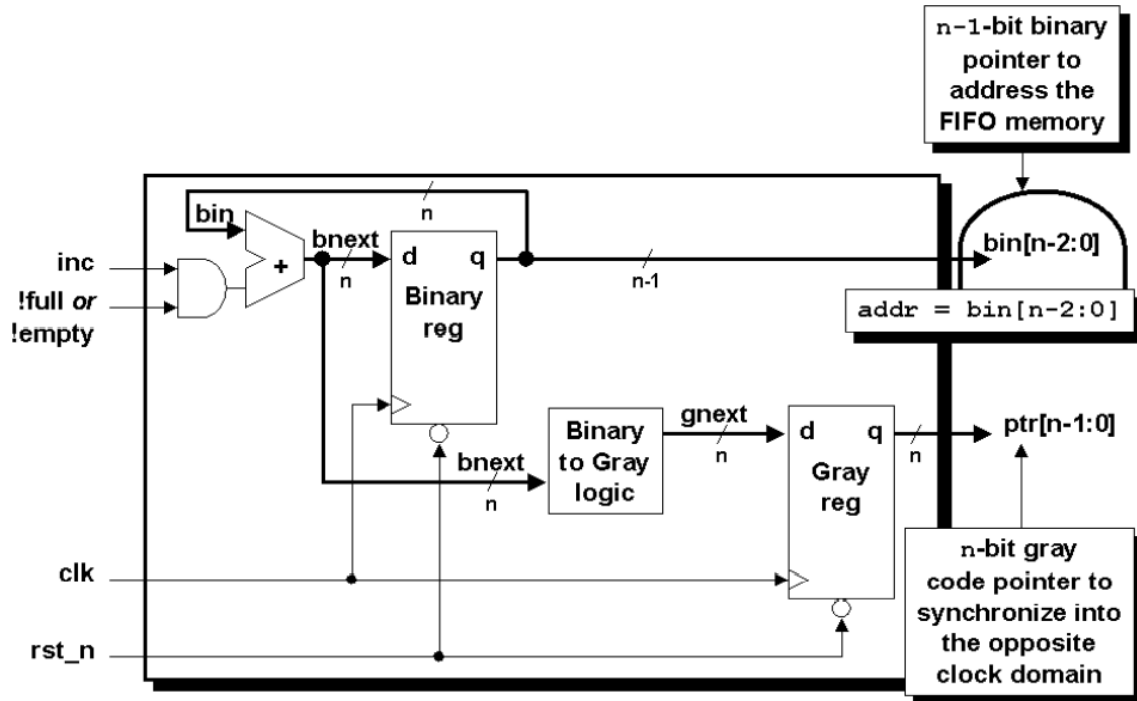 n-1-bit binary
pointer to
address the
FIFO memory
n
bin
bnext
n
d
q
Binary
reg
n-1
bin[n-2:0]
addr = bin[n-2:0]
inc
!full or
!empty
+
bnext
n
Binary
to Gray
logic
gnext
n
d
q
Gray
reg
n
ptr[n-1:0]
clk
rst_n
n-bit gray
code pointer to
synchronize into
the opposite
clock domain